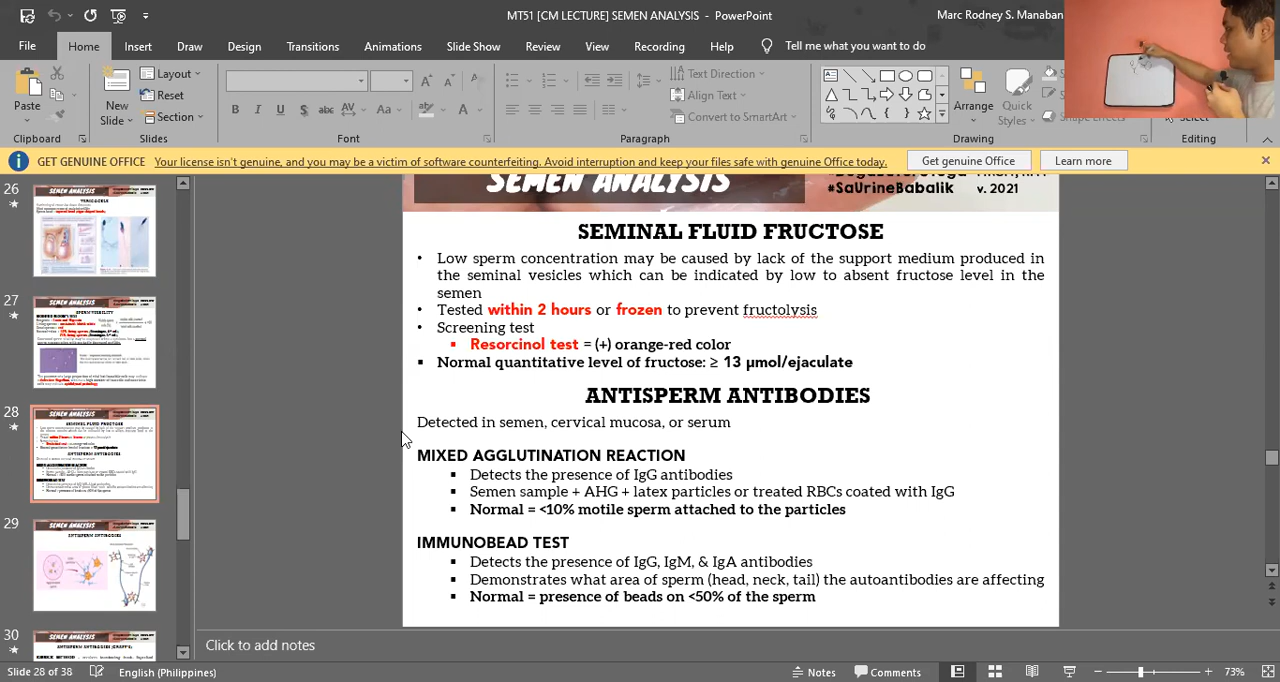 MT51 [CM LECTURE] SEMEN ANALYSIS - PowerPoint
Marc Rodney S. Manaban
File Home Insert Draw Design Transitions Animations Slide Show Review View Recording Help Tell me what you want to do
Paste
Clipboard
New Slide
Layout
Reset
Section
Slides
B I U S abc AV Aa A
Font
Text Direction
Align Text
Convert to SmartArt
Paragraph
Arrange
Quick Styles
Shape Effects
Drawing
Select
Editing
GET GENUINE OFFICE Your license isn't genuine, and you may be a victim of software counterfeiting. Avoid interruption and keep your files safe with genuine Office today. Get genuine Office Learn more
26
27
28
29
30
SEMEN ANALYSIS
#SaUrineBabalik v. 2021
SEMINAL FLUID FRUCTOSE
• Low sperm concentration may be caused by lack of the support medium produced in
the seminal vesicles which can be indicated by low to absent fructose level in the
semen
• Tested within 2 hours or frozen to prevent fructolysis
• Screening test
▪ Resorcinol test = (+) orange-red color
▪ Normal quantitative level of fructose: ≥ 13 µmol/ejaculate
ANTISPERM ANTIBODIES
Detected in semen, cervical mucosa, or serum
MIXED AGGLUTINATION REACTION
▪ Detects the presence of IgG antibodies
▪ Semen sample + AHG + latex particles or treated RBCs coated with IgG
▪ Normal = <10% motile sperm attached to the particles
IMMUNOBEAD TEST
▪ Detects the presence of IgG, IgM, & IgA antibodies
▪ Demonstrates what area of sperm (head, neck, tail) the autoantibodies are affecting
▪ Normal = presence of beads on <50% of the sperm
Click to add notes
Slide 28 of 38 English (Philippines) Notes Comments 73%